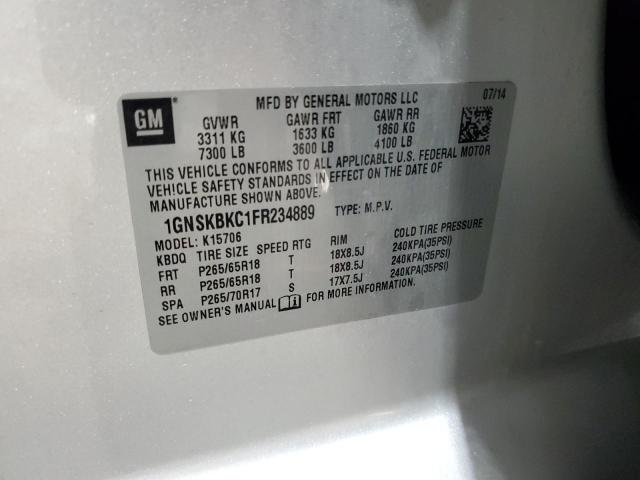 MFD BY GENERAL MOTORS LLC 07/14
GM GVWR GAWR FRT GAWR RR
3311 KG 1633 KG 1860 KG
7300 LB 3600 LB 4100 LB
THIS VEHICLE CONFORMS TO ALL APPLICABLE U.S. FEDERAL MOTOR
VEHICLE SAFETY STANDARDS IN EFFECT ON THE DATE OF
MANUFACTURE SHOWN ABOVE.
1GNSKBKC1FR234889 TYPE: M.P.V.
MODEL: K15706
KBDQ TIRE SIZE SPEED RTG RIM COLD TIRE PRESSURE
FRT P265/65R18 T 18X8.5J 240KPA(35PSI)
RR P265/65R18 T 18X8.5J 240KPA(35PSI)
SPA P265/70R17 S 17X7.5J 240KPA(35PSI)
SEE OWNER'S MANUAL FOR MORE INFORMATION.